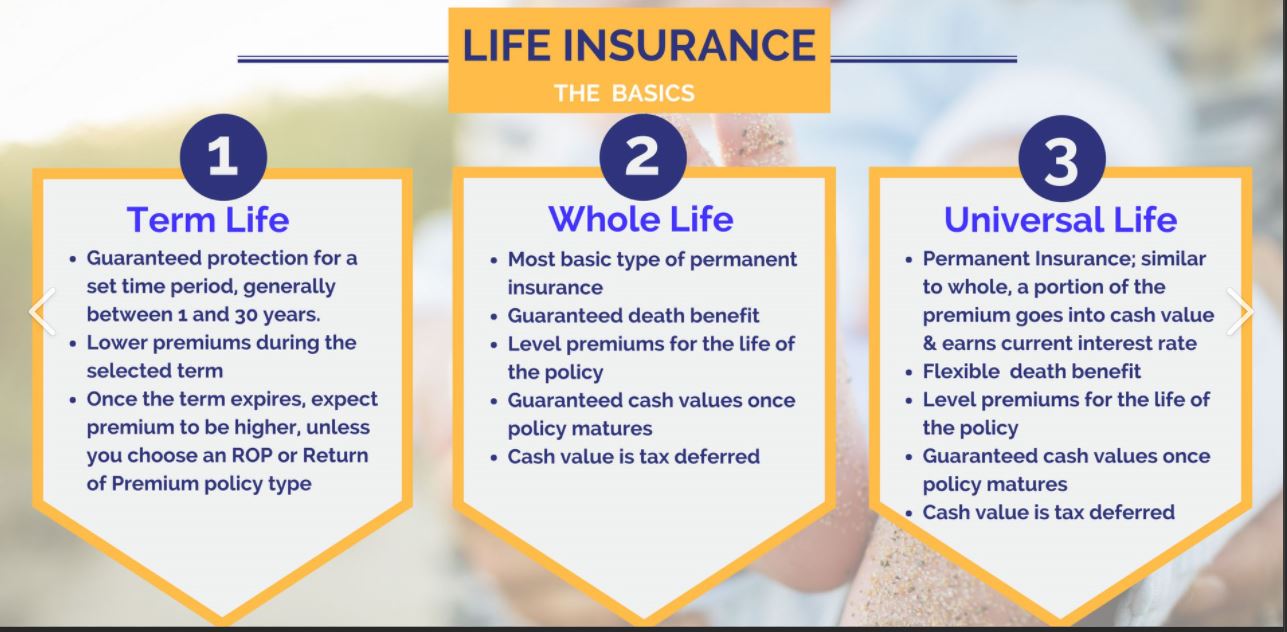 LIFE INSURANCE
THE BASICS
1
Term Life
• Guaranteed protection for a
set time period, generally
between 1 and 30 years.
• Lower premiums during the
selected term
• Once the term expires, expect
premium to be higher, unless
you choose an ROP or Return
of Premium policy type
2
Whole Life
• Most basic type of permanent
insurance
• Guaranteed death benefit
• Level premiums for the life of
the policy
• Guaranteed cash values once
policy matures
• Cash value is tax deferred
3
Universal Life
• Permanent Insurance; similar
to whole, a portion of the
premium goes into cash value
& earns current interest rate
• Flexible death benefit
• Level premiums for the life of
the policy
• Guaranteed cash values once
policy matures
• Cash value is tax deferred